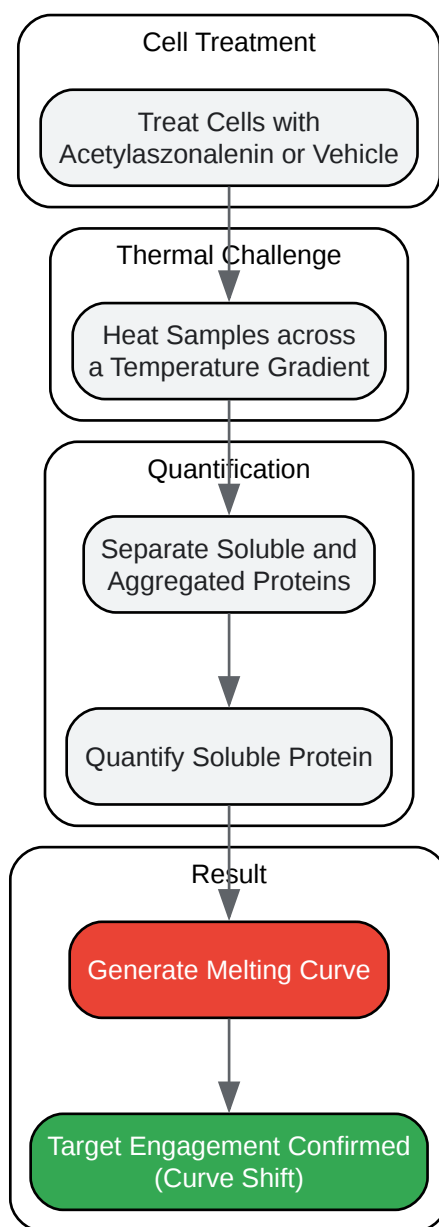 Cell Treatment
Treat Cells with
Acetylaszonalenin or Vehicle
Thermal Challenge
Heat Samples across
a Temperature Gradient
Quantification
Separate Soluble and
Aggregated Proteins
Quantify Soluble Protein
Result
Generate Melting Curve
Target Engagement Confirmed
(Curve Shift)